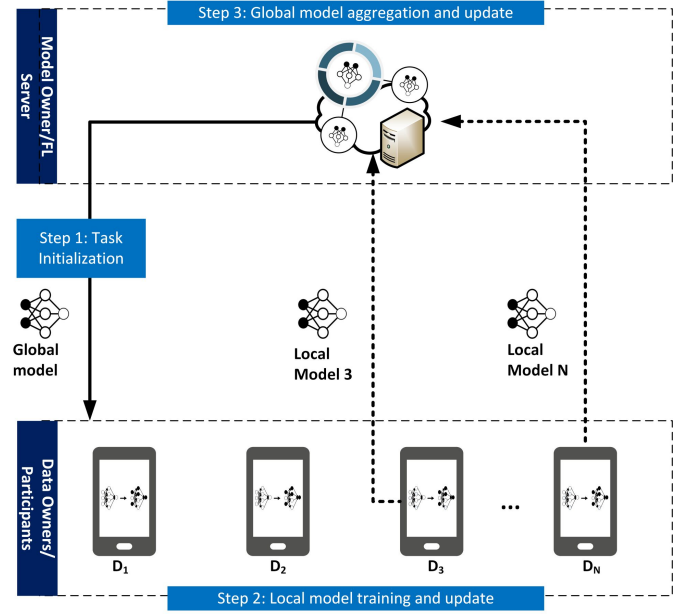 Step 3: Global model aggregation and update
Model Owner/FL
Server
Step 1: Task
Initialization
Global
model
Local
Model 3
Local
Model N
Data Owners/
Participants
D₁
D₂
D₃
...
D_N
Step 2: Local model training and update